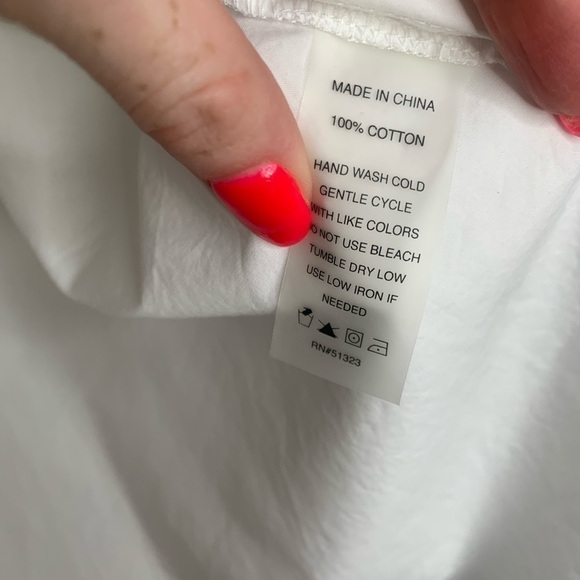 MADE IN CHINA
100% COTTON
HAND WASH COLD
GENTLE CYCLE
WITH LIKE COLORS
DO NOT USE BLEACH
TUMBLE DRY LOW
USE LOW IRON IF
NEEDED
RN#51323